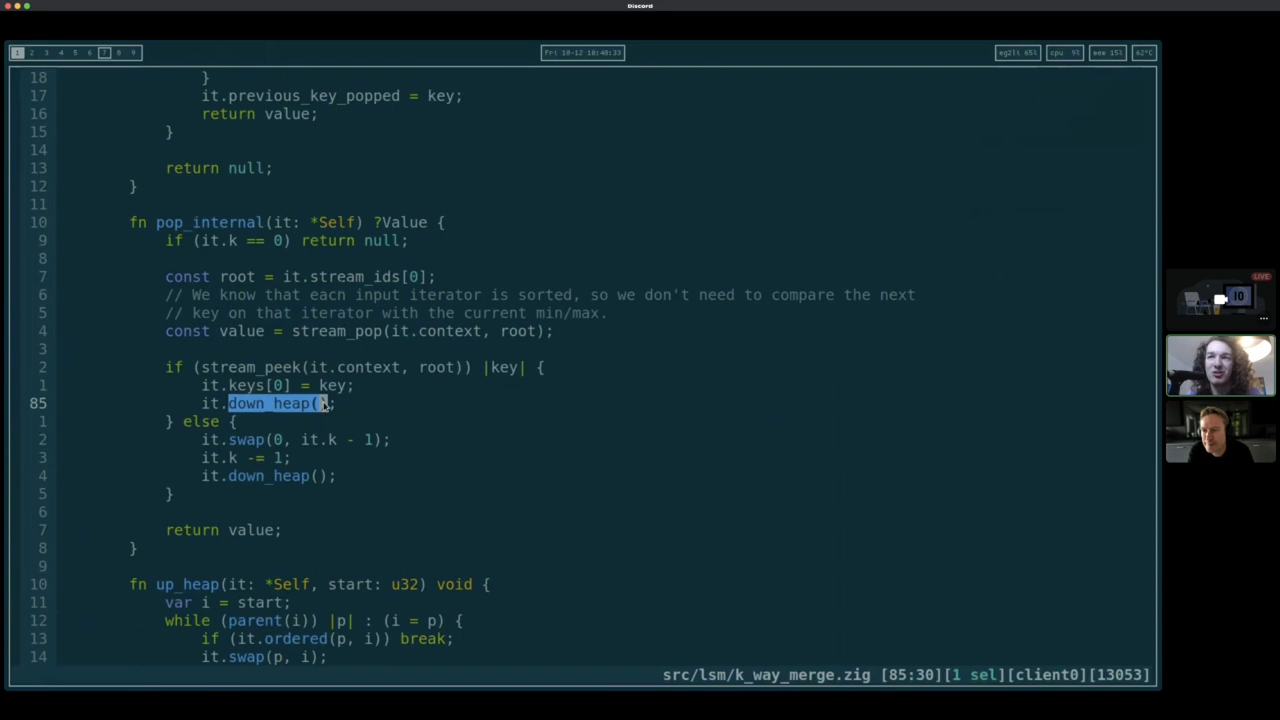 Discord
1 2 3 4 5 6 7 8 9
Fri 10-12 16:40:33
eg2li 65% cpu 9% mem 15% 62°C
18 }
17 it.previous_key_popped = key;
16 return value;
15 }
14
13 return null;
12 }
11
10 fn pop_internal(it: *Self) ?Value {
9 if (it.k == 0) return null;
8
7 const root = it.stream_ids[0];
6 // We know that each input iterator is sorted, so we don't need to compare the next
5 // key on that iterator with the current min/max.
4 const value = stream_pop(it.context, root);
3
2 if (stream_peek(it.context, root)) |key| {
1 it.keys[0] = key;
85 it.down_heap();
1 } else {
2 it.swap(0, it.k - 1);
3 it.k -= 1;
4 it.down_heap();
5 }
6
7 return value;
8 }
9
10 fn up_heap(it: *Self, start: u32) void {
11 var i = start;
12 while (parent(i)) |p| : (i = p) {
13 if (it.ordered(p, i)) break;
14 it.swap(p, i);
src/lsm/k_way_merge.zig [85:30][1 sel][client0][13053]
LIVE
10